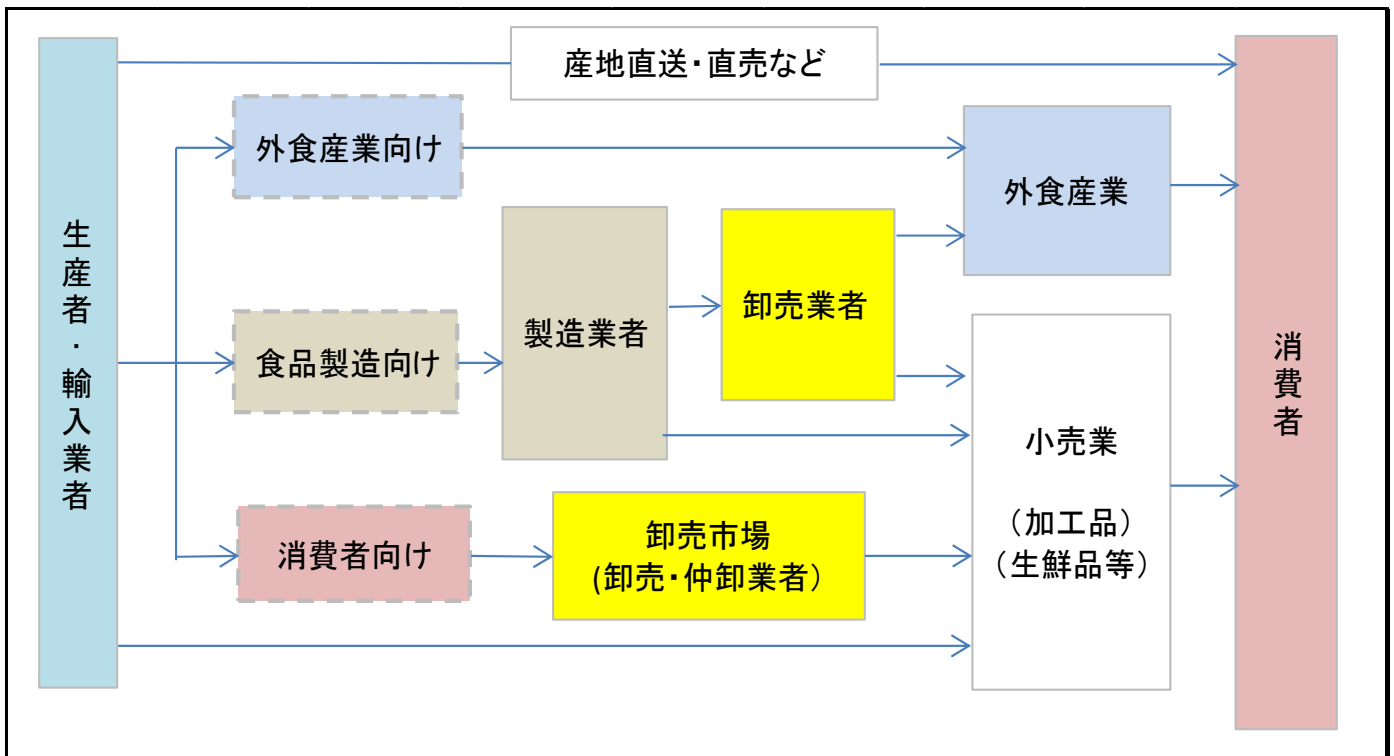 産地直送・直売など
生産者・輸入業者
外食産業向け
外食産業
食品製造向け
製造業者
卸売業者
消費者向け
卸売市場
(卸売・仲卸業者）
小売業
（加工品）
（生鮮品等）
消費者